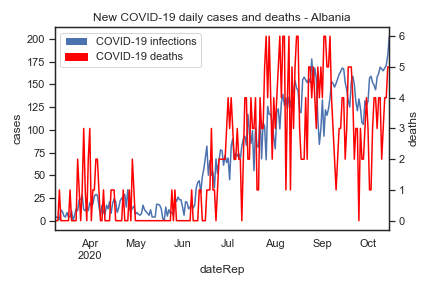 New COVID-19 daily cases and deaths - Albania
COVID-19 infections
COVID-19 deaths
cases
200
175
150
125
100
75
50
25
0
6
5
4
3
2
1
0
deaths
Apr May Jun Jul Aug Sep Oct
2020
dateRep